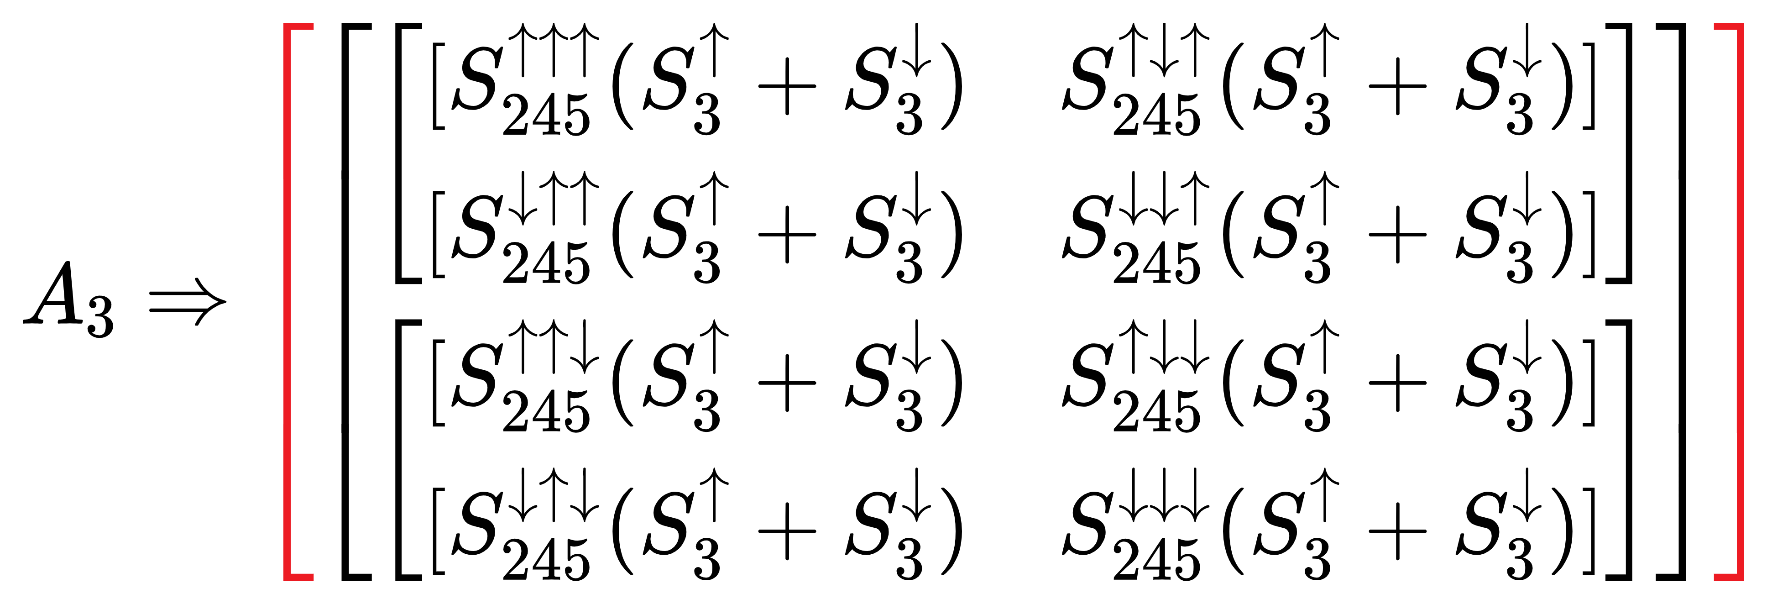 [[[[S_{245}^{↑↑↑}(S_3^↑ + S_3^↓) S_{245}^{↑↓↑}(S_3^↑ + S_3^↓)]]]]
[S_{245}^{↓↑↑}(S_3^↑ + S_3^↓) S_{245}^{↓↓↑}(S_3^↑ + S_3^↓)]
A_3 ⇒
[[S_{245}^{↑↑↓}(S_3^↑ + S_3^↓) S_{245}^{↑↓↓}(S_3^↑ + S_3^↓)]]
[S_{245}^{↓↑↓}(S_3^↑ + S_3^↓) S_{245}^{↓↓↓}(S_3^↑ + S_3^↓)]